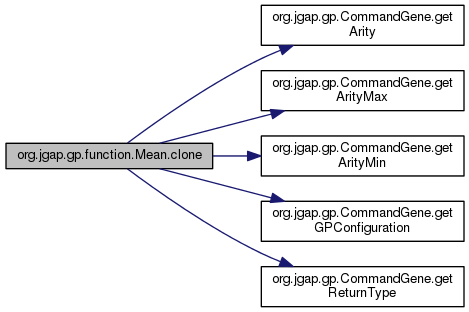 org.jgap.gp.CommandGene.get
Arity
org.jgap.gp.CommandGene.get
ArityMax
org.jgap.gp.function.Mean.clone
org.jgap.gp.CommandGene.get
ArityMin
org.jgap.gp.CommandGene.get
GPConfiguration
org.jgap.gp.CommandGene.get
ReturnType